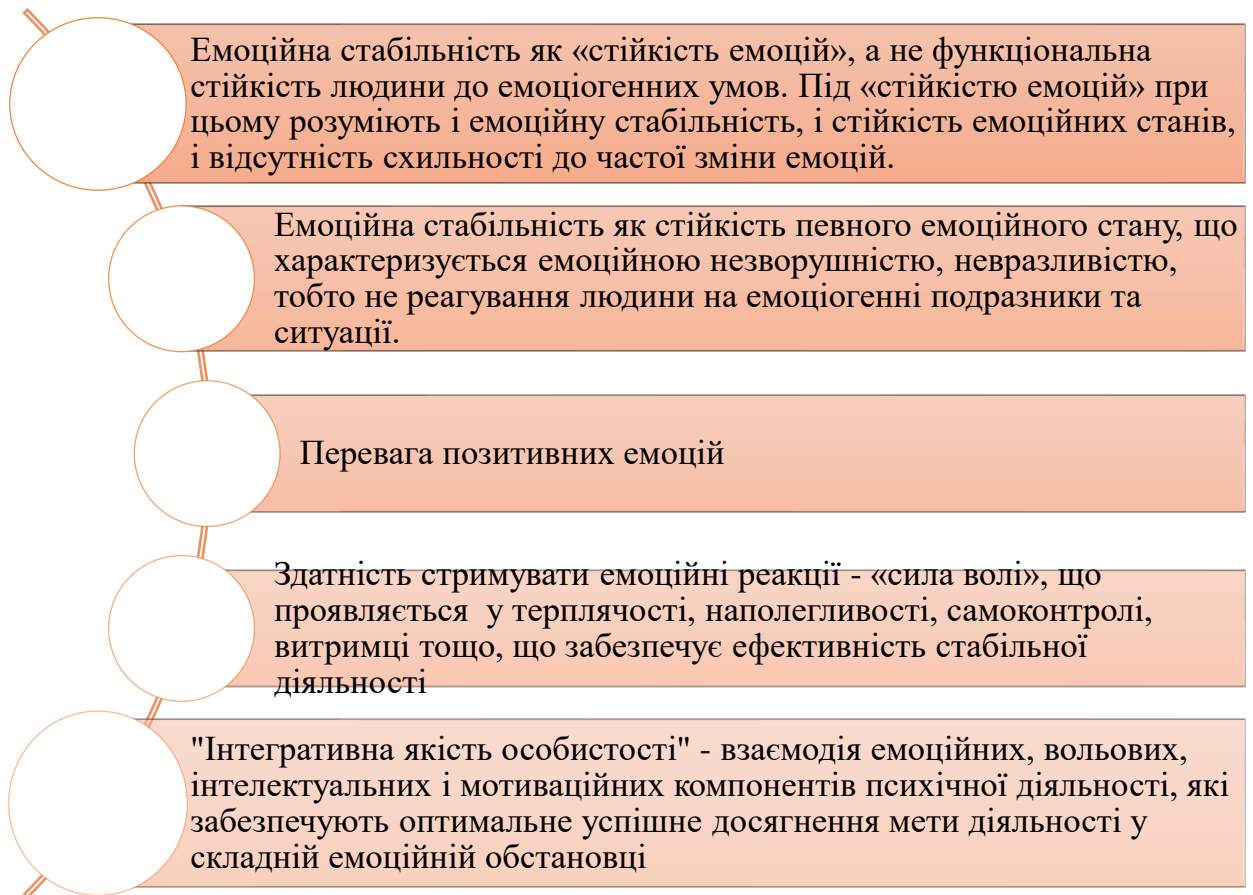 Емоційна стабільність як «стійкість емоцій», а не функціональна
стійкість людини до емоціогенних умов. Під «стійкістю емоцій» при
цьому розуміють і емоційну стабільність, і стійкість емоційних станів,
і відсутність схильності до частої зміни емоцій.
Емоційна стабільність як стійкість певного емоційного стану, що
характеризується емоційною незворушністю, невразливістю,
тобто не реагування людини на емоціогенні подразники та
ситуації.
Перевага позитивних емоцій
Здатність стримувати емоційні реакції - «сила волі», що
проявляється  у терплячості, наполегливості, самоконтролі,
витримці тощо, що забезпечує ефективність стабільної
діяльності
"Інтегративна якість особистості" - взаємодія емоційних, вольових,
інтелектуальних і мотиваційних компонентів психічної діяльності, які
забезпечують оптимальне успішне досягнення мети діяльності у
складній емоційній обстановці